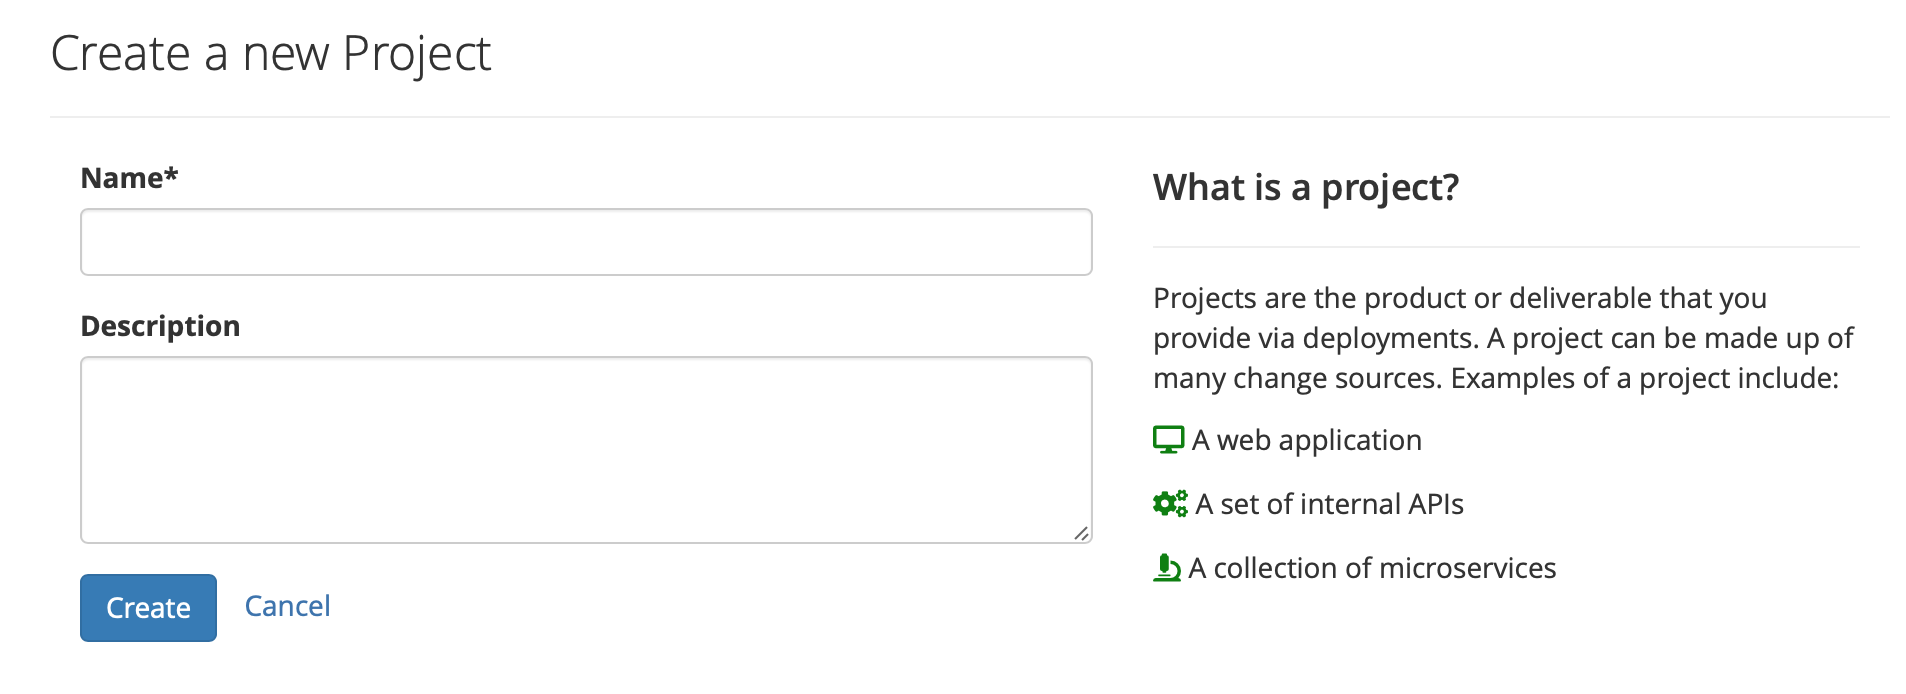 Create a new Project
Name*
Description
Create
Cancel
What is a project?
Projects are the product or deliverable that you
provide via deployments. A project can be made up of
many change sources. Examples of a project include:
A web application
A set of internal APIs
A collection of microservices